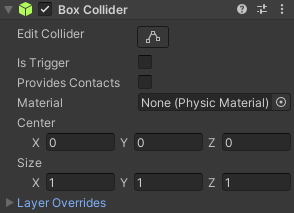 Box Collider
Edit Collider
Is Trigger
Provides Contacts
Material None (Physic Material)
Center
X 0 Y 0 Z 0
Size
X 1 Y 1 Z 1
Layer Overrides